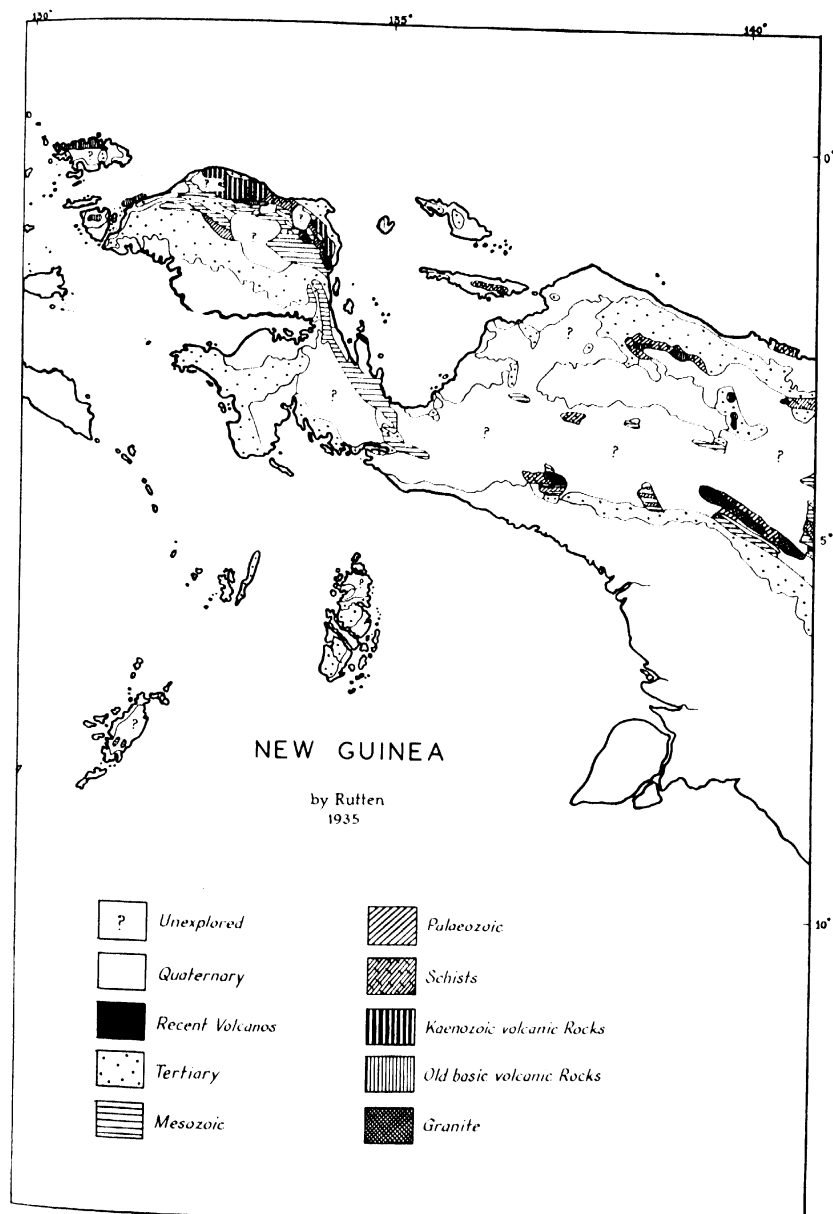 130° 135° 140°
0°
?
?
?
?
?
?
?
?
?
5°
?
?
NEW GUINEA
by Rutten
1935
10°
? Unexplored
Quaternary
Recent Volcanos
Tertiary
Mesozoic
Palaeozoic
Schists
Kaenozoic volcanic Rocks
Old basic volcanic Rocks
Granite